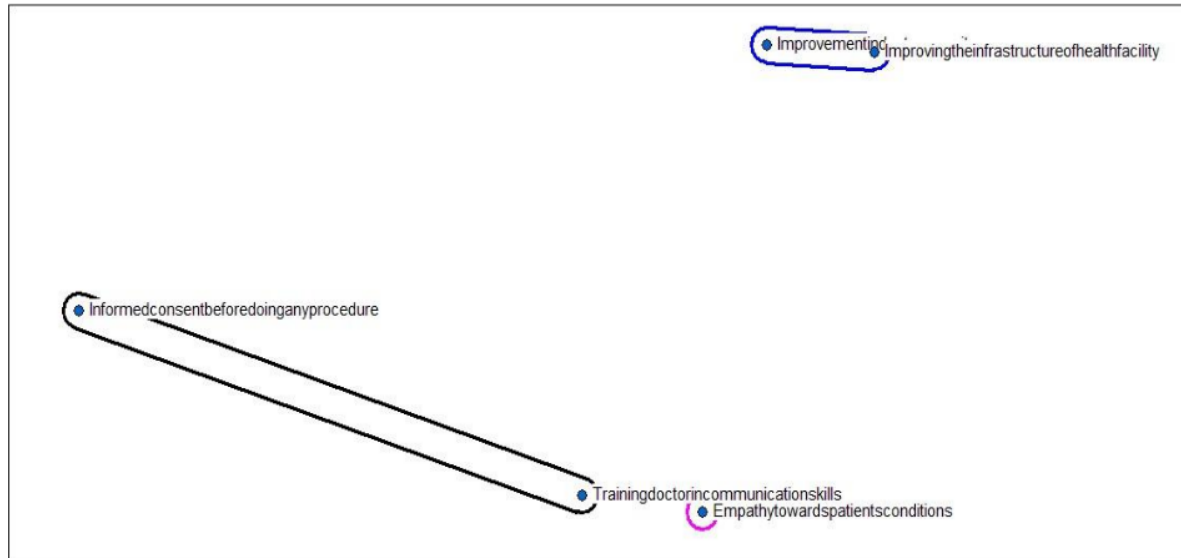 Improvementin
Improvingtheinfrastructureofhealthfacility
Informedconsentbeforedoinganyprocedure
Trainingdoctorincommunicationskills
Empathytowardspatientsconditions